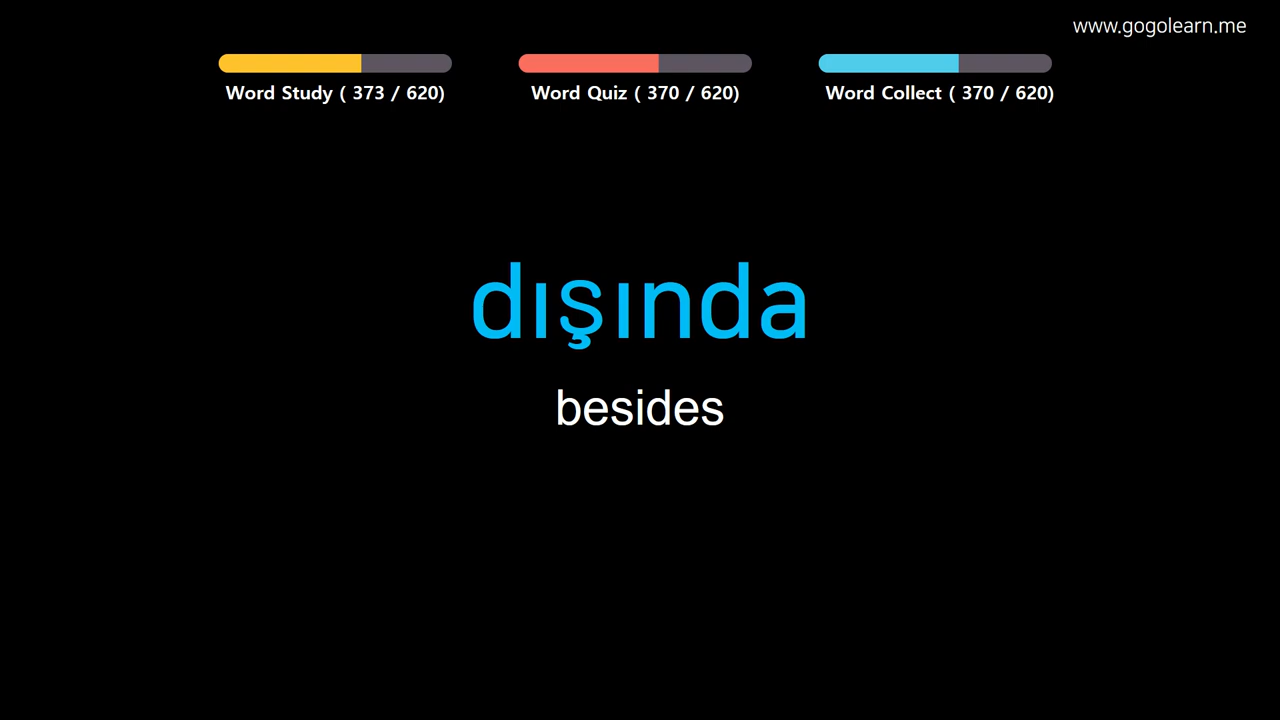 www.gogolearn.me
Word Study ( 373 / 620)
Word Quiz ( 370 / 620)
Word Collect ( 370 / 620)
dışında
besides